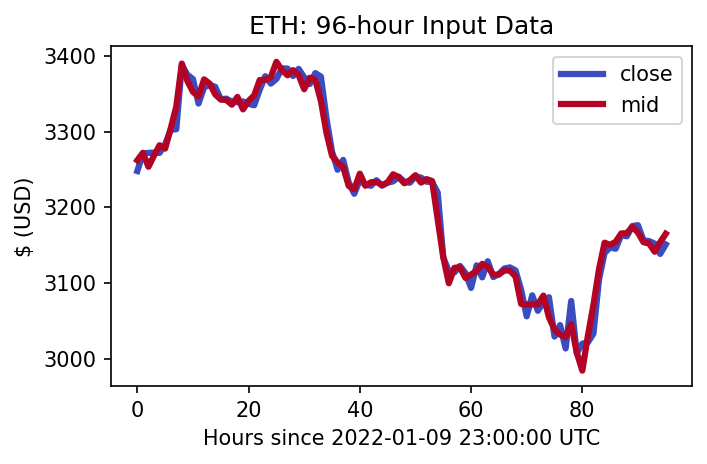 ETH: 96-hour Input Data
3400
3300
3200
3100
3000
$ (USD)
close
mid
0
20
40
60
80
Hours since 2022-01-09 23:00:00 UTC